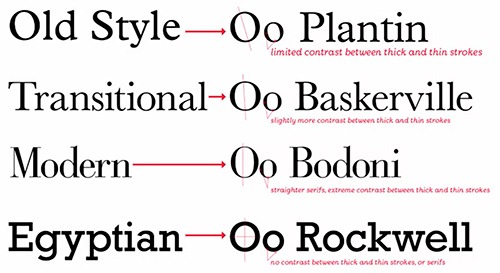 Old Style Oo Plantin
limited contrast between thick and thin strokes
Transitional Oo Baskerville
slightly more contrast between thick and thin strokes
Modern Oo Bodoni
straighter serifs, extreme contrast between thick and thin strokes
Egyptian Oo Rockwell
no contrast between thick and thin strokes, or serifs